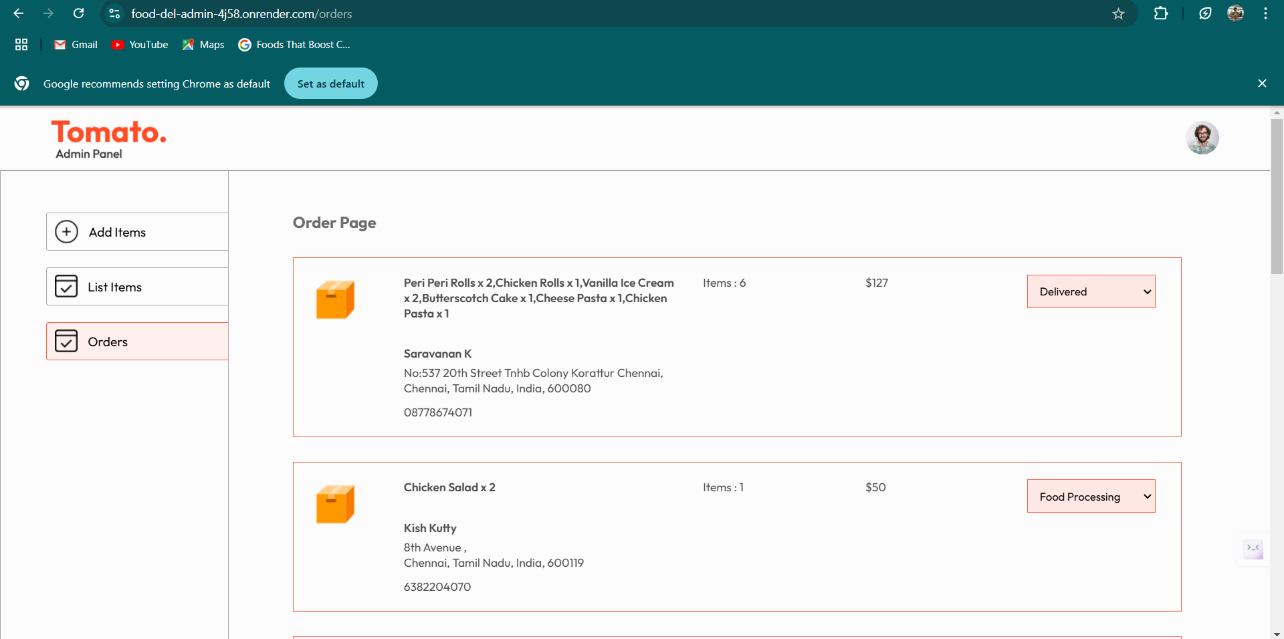 food-del-admin-4j58.onrender.com/orders
Gmail YouTube Maps Foods That Boost C...
Google recommends setting Chrome as default Set as default
Tomato.
Admin Panel
Add Items
List Items
Orders
Order Page
Peri Peri Rolls x 2,Chicken Rolls x 1,Vanilla Ice Cream
x 2,Butterscotch Cake x 1,Cheese Pasta x 1,Chicken
Pasta x 1
Items : 6
$127
Delivered
Saravanan K
No:537 20th Street Tnhb Colony Korattur Chennai,
Chennai, Tamil Nadu, India, 600080
08778674071
Chicken Salad x 2
Items : 1
$50
Food Processing
Kish Kutty
8th Avenue ,
Chennai, Tamil Nadu, India, 600119
6382204070